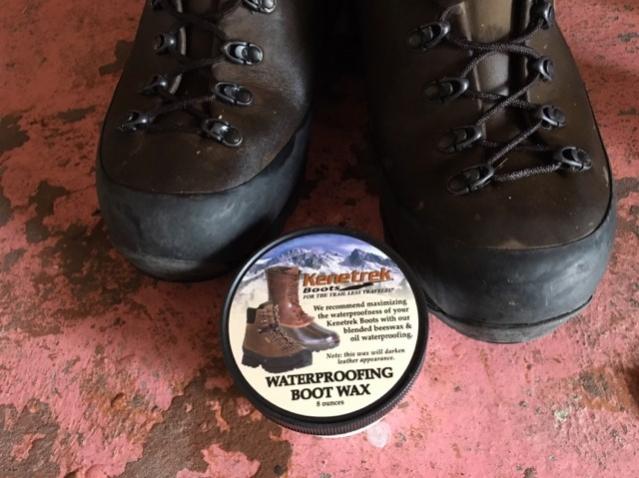 Kenetrek
Boots
FOR THE TRAIL LESS TRAVELED®
We recommend maximizing
the waterproofness of your
Kenetrek Boots with our
blended beeswax &
oil waterproofing.
Note: this wax will darken
leather appearance.
WATERPROOFING
BOOT WAX
8 ounces